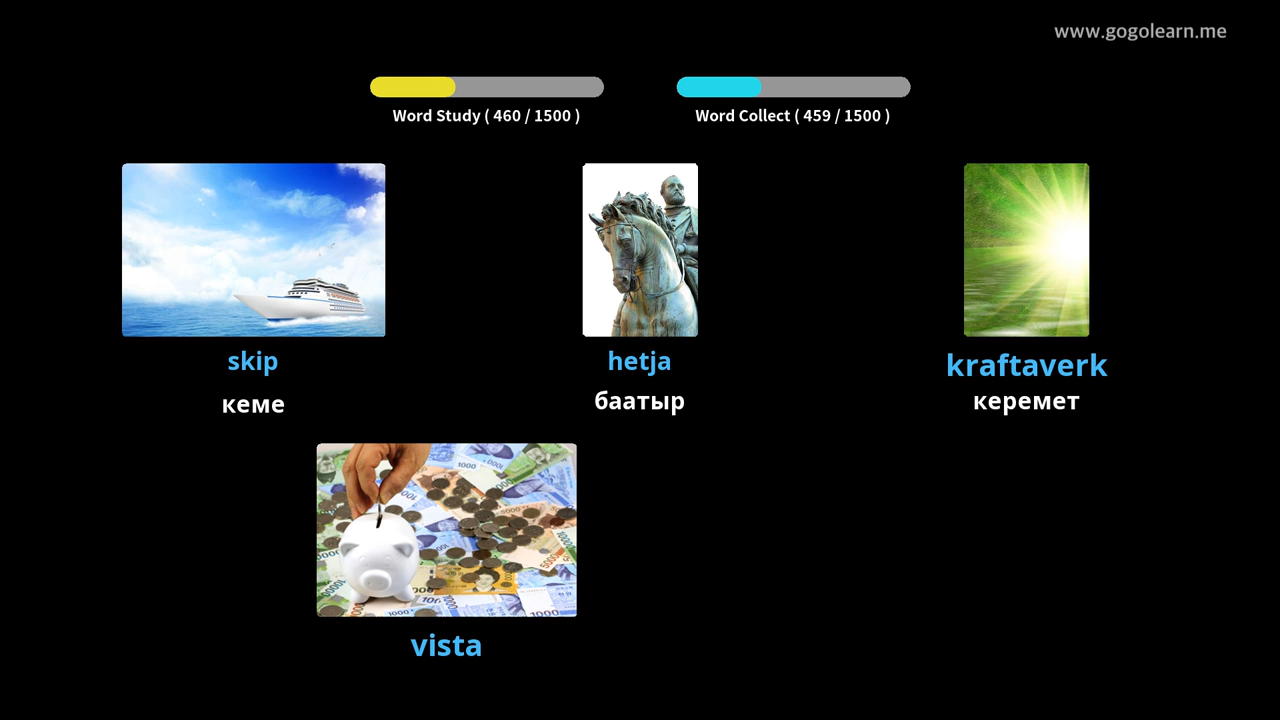 www.gogolearn.me
Word Study ( 460 / 1500 )
Word Collect ( 459 / 1500 )
skip
hetja
kraftaverk
кеме
баатыр
керемет
vista